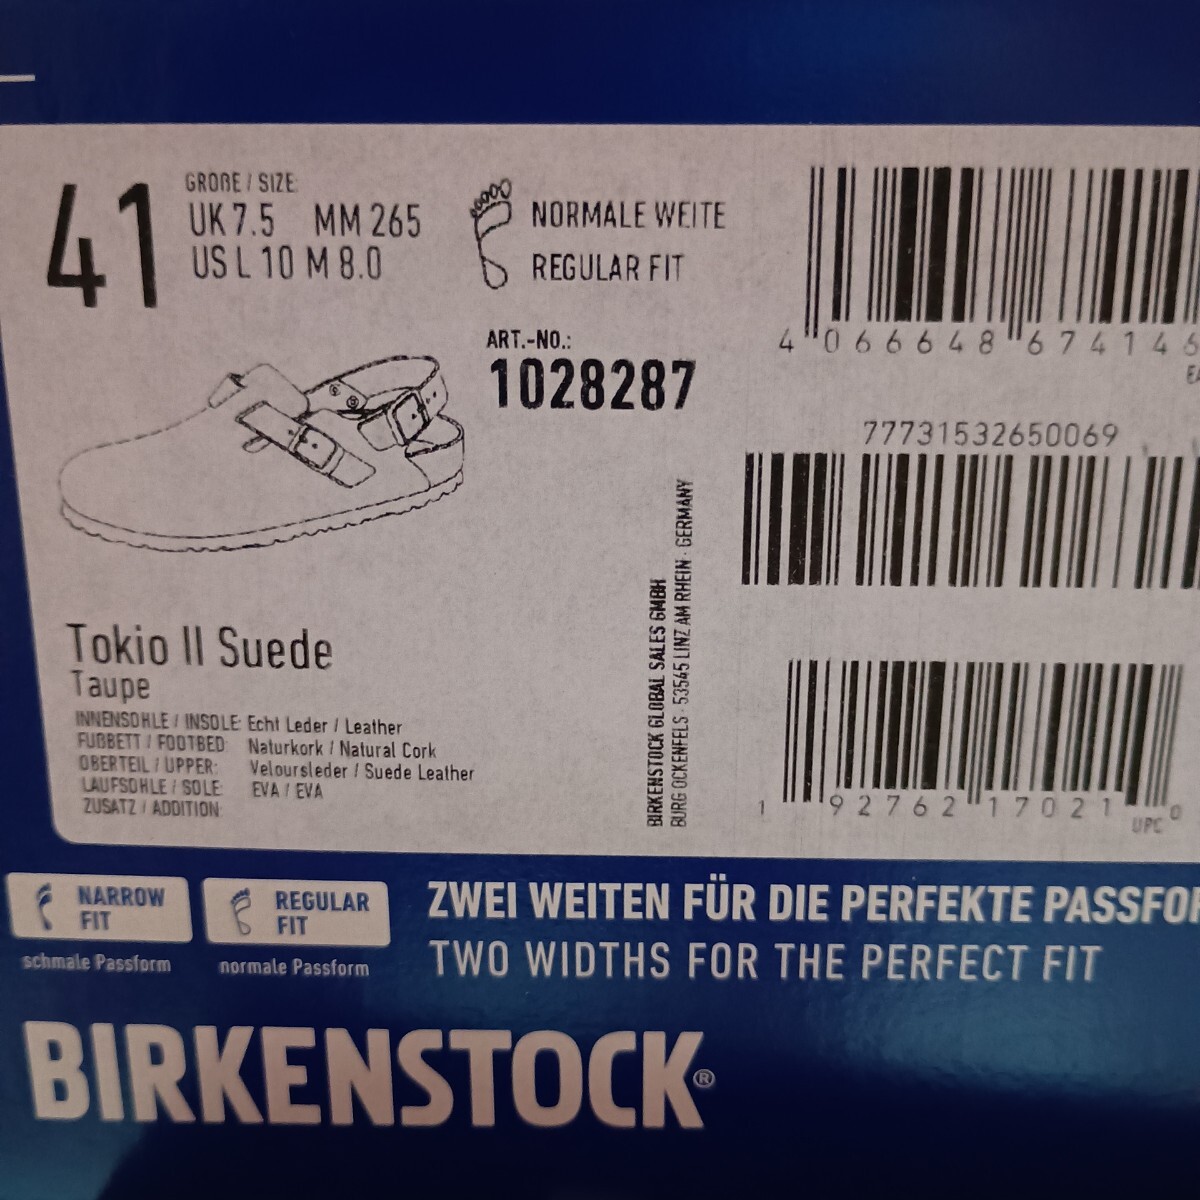 41
GRÖßE / SIZE:
UK 7.5 MM 265
US L 10 M 8.0
NORMALE WEITE
REGULAR FIT
ART.-NO.:
1028287
4 066648 674146
77731532650069
Tokio II Suede
Taupe
INNENSOHLE / INSOLE: Echt Leder / Leather
FUßBETT / FOOTBED: Naturkork / Natural Cork
OBERTEIL / UPPER: Veloursleder / Suede Leather
LAUFSOHLE / SOLE: EVA / EVA
ZUSATZ / ADDITION:
BIRKENSTOCK GLOBAL SALES GMBH
BURG OCKENFELS · 53545 LINZ AM RHEIN · GERMANY
1 92762 17021 0
UPC
NARROW
FIT
schmale Passform
REGULAR
FIT
normale Passform
ZWEI WEITEN FÜR DIE PERFEKTE PASSFOR
TWO WIDTHS FOR THE PERFECT FIT
BIRKENSTOCK®